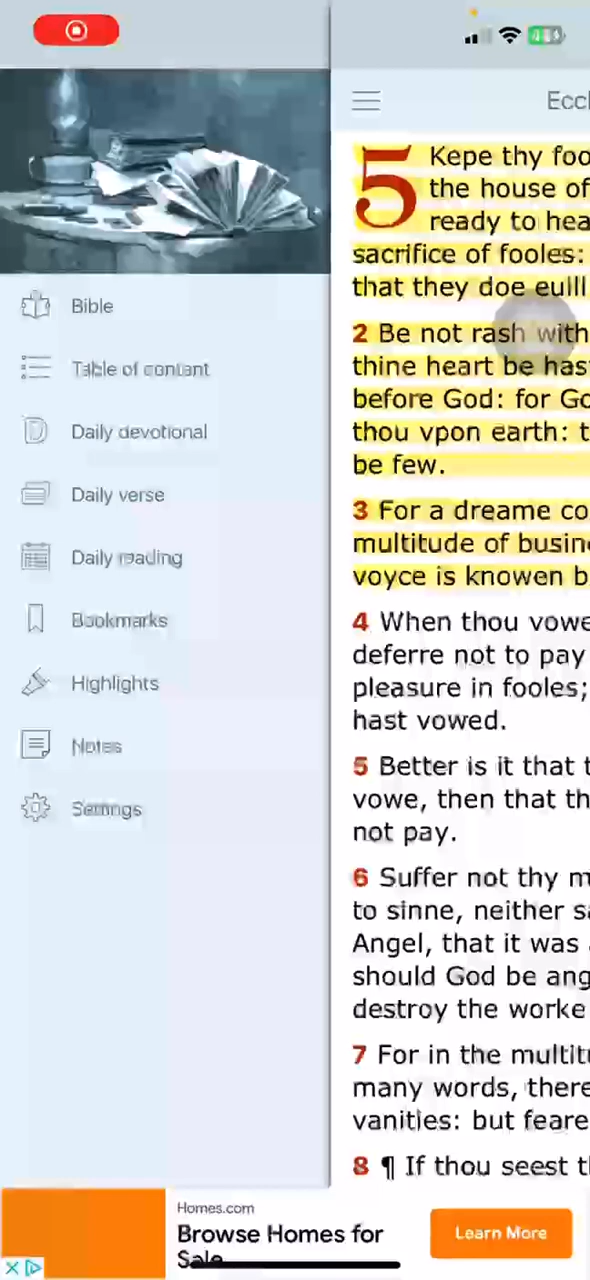 Eccl
Bible
Table of content
Daily devotional
Daily verse
Daily reading
Bookmarks
Highlights
Notes
Settings
5 Kepe thy foo
the house of
ready to hea
sacrifice of fooles:
that they doe euill
2 Be not rash with
thine heart be has
before God: for Go
thou vpon earth: t
be few.
3 For a dreame co
multitude of busin
voyce is knowen b
4 When thou vowe
deferre not to pay
pleasure in fooles;
hast vowed.
5 Better is it that t
vowe, then that th
not pay.
6 Suffer not thy m
to sinne, neither sa
Angel, that it was
should God be ang
destroy the worke
7 For in the multitu
many words, there
vanities: but feare
8 ¶ If thou seest t
Homes.com
Browse Homes for
Sale
Learn More